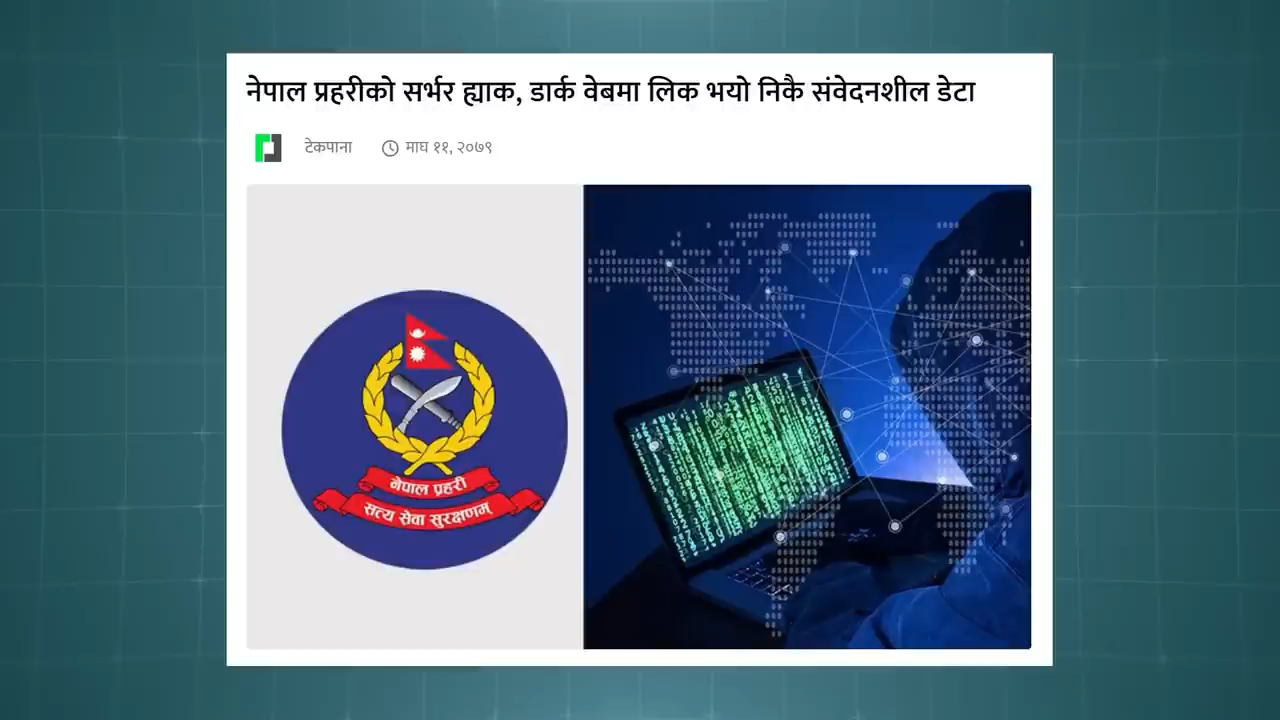 नेपाल प्रहरीको सर्भर ह्याक, डार्क वेबमा लिक भयो निकै संवेदनशील डेटा
टेकपाना माघ ११, २०७९
नेपाल प्रहरी
सत्य सेवा सुरक्षणम्